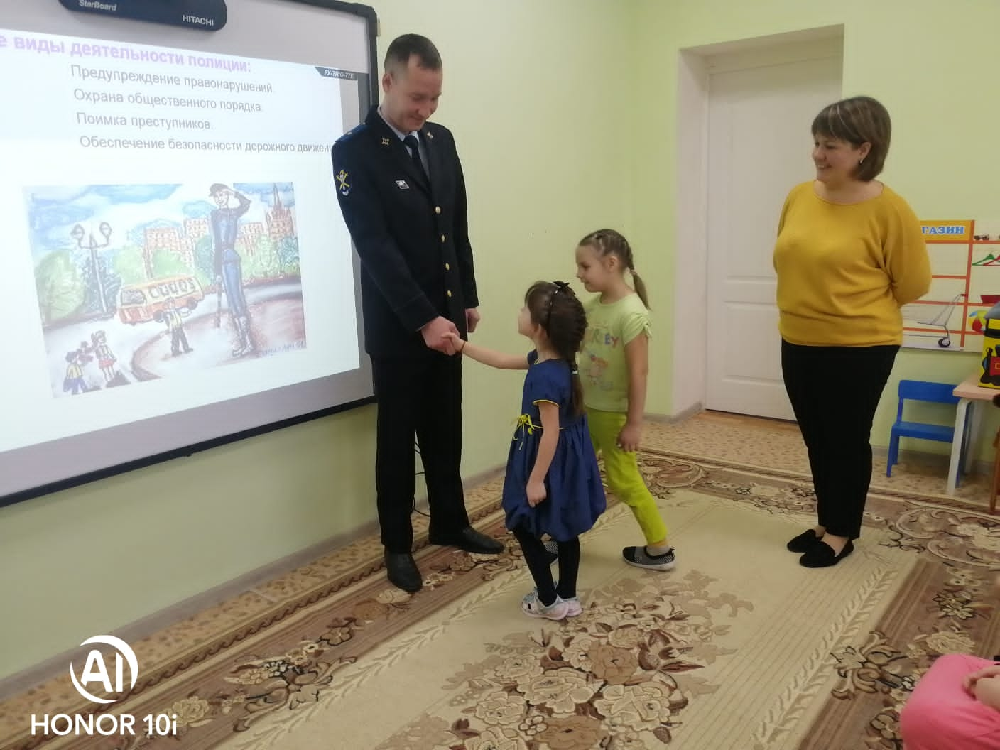 StarBoard
HITACHI
е виды деятельности полиции:
FX-TRIO-77E
Предупреждение правонарушений.
Охрана общественного порядка.
Поимка преступников.
Обеспечение безопасности дорожного движен
ГАЗИН
AI
HONOR 10i